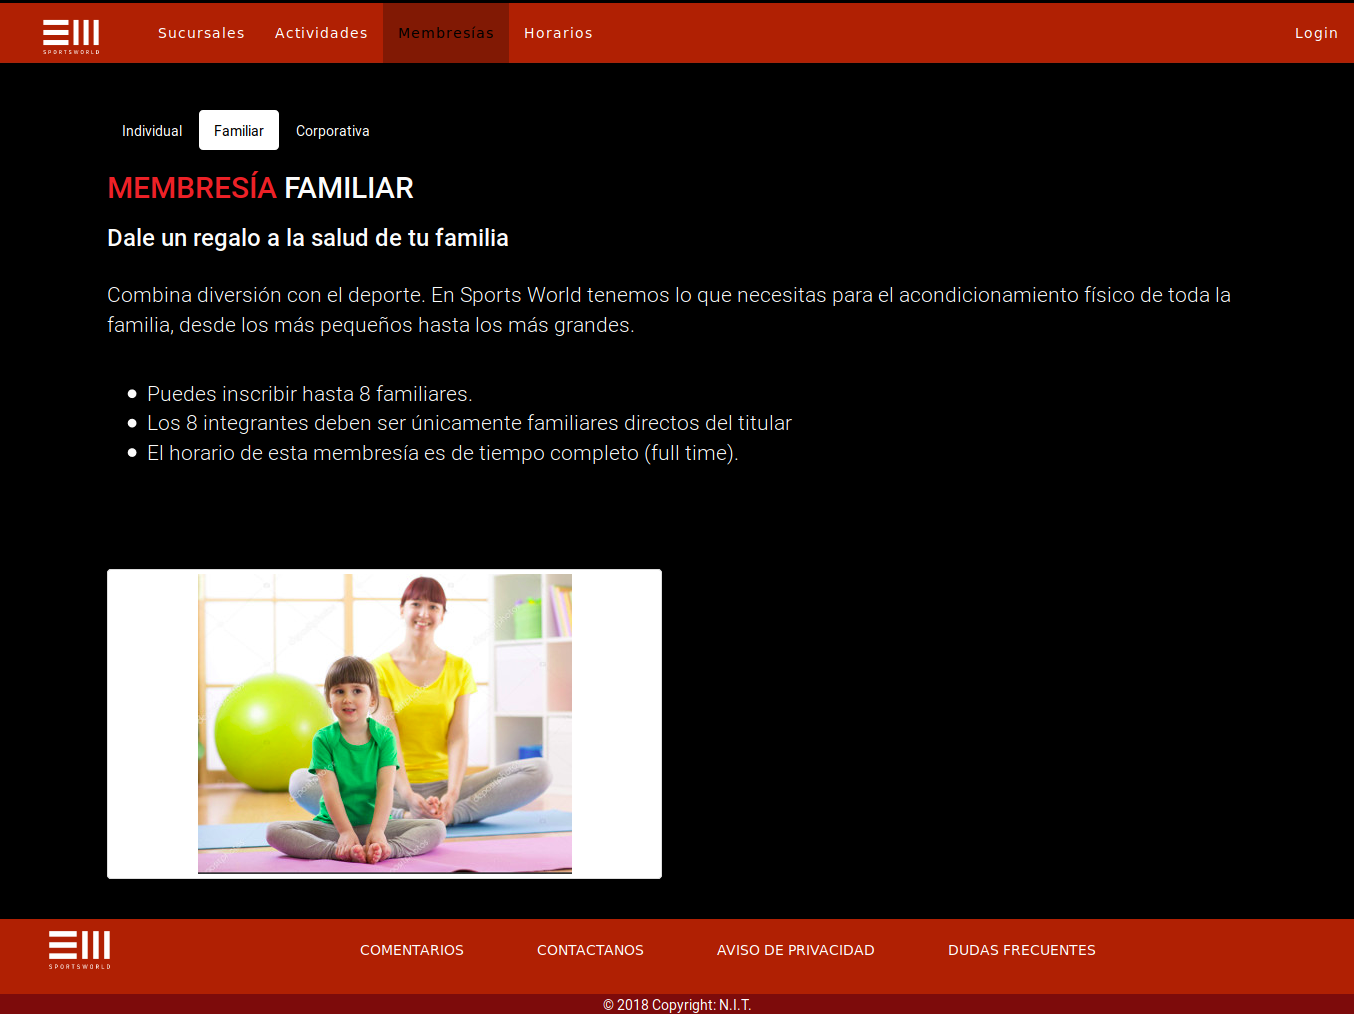 SPORTSWORLD
Sucursales
Actividades
Membresías
Horarios
Login
Individual
Familiar
Corporativa
MEMBRESÍA FAMILIAR
Dale un regalo a la salud de tu familia
Combina diversión con el deporte. En Sports World tenemos lo que necesitas para el acondicionamiento físico de toda la
familia, desde los más pequeños hasta los más grandes.
Puedes inscribir hasta 8 familiares.
Los 8 integrantes deben ser únicamente familiares directos del titular
El horario de esta membresía es de tiempo completo (full time).
SPORTSWORLD
COMENTARIOS
CONTACTANOS
AVISO DE PRIVACIDAD
DUDAS FRECUENTES
© 2018 Copyright: N.I.T.